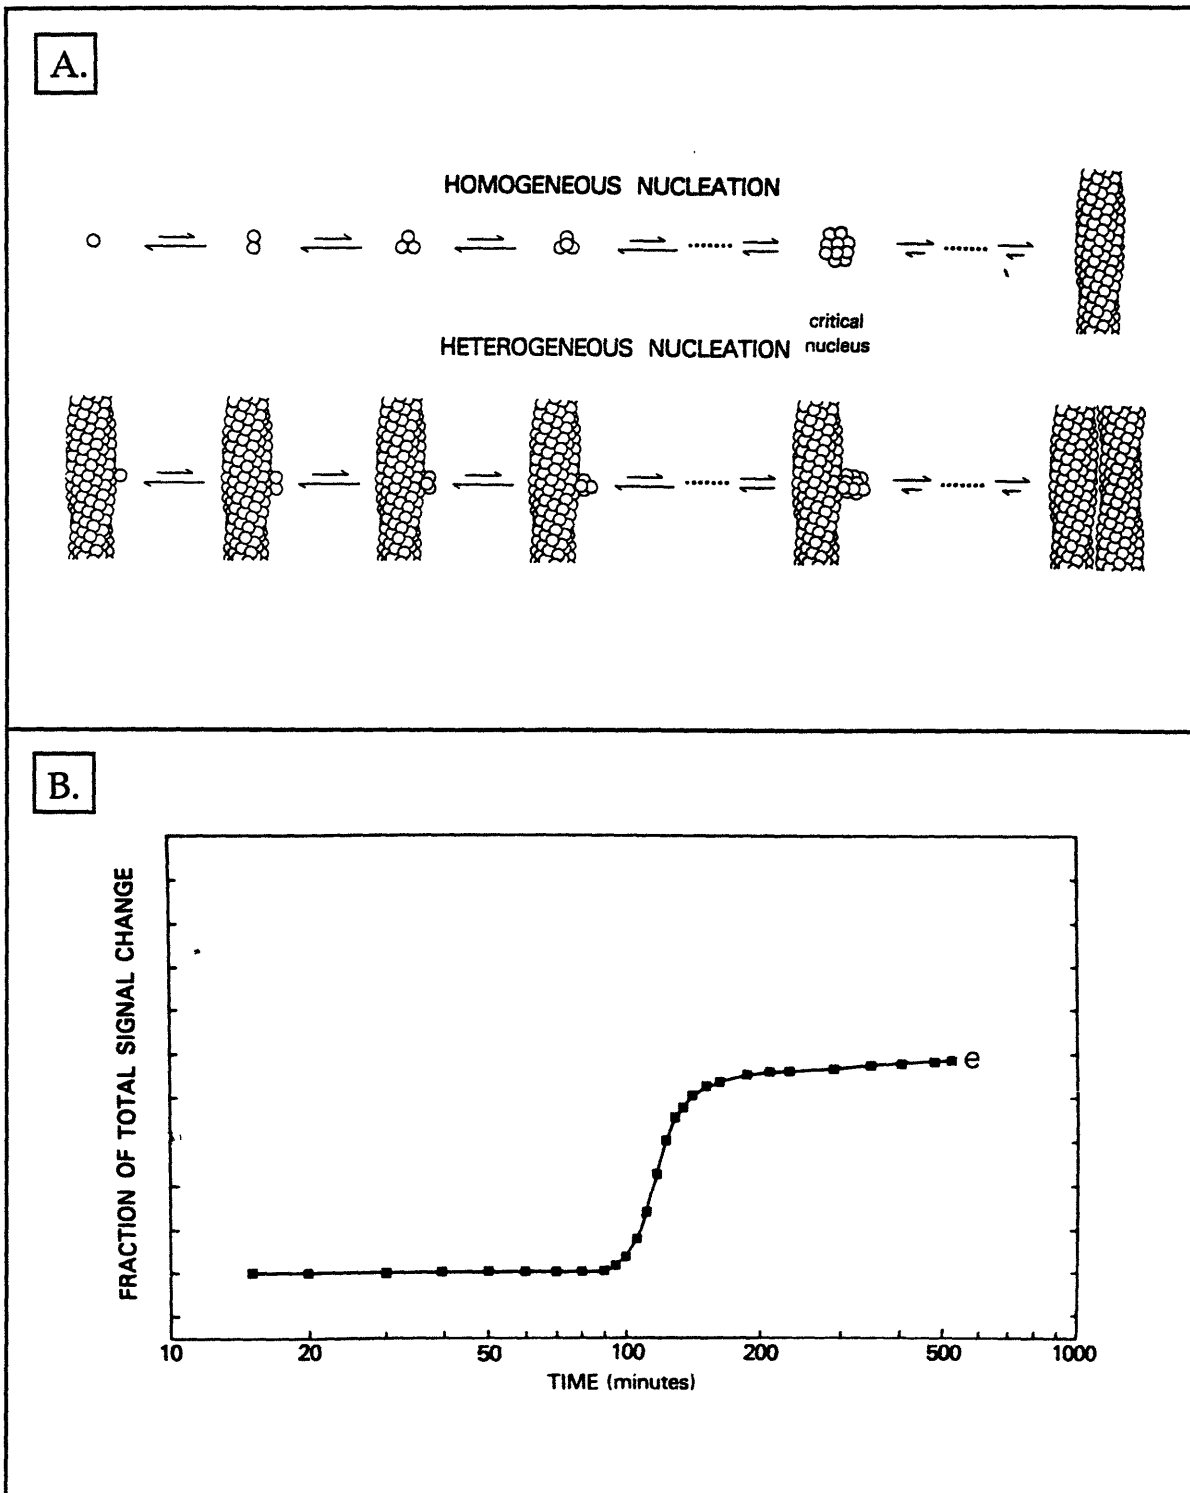 A.
HOMOGENEOUS NUCLEATION
critical
HETEROGENEOUS NUCLEATION nucleus
B.
FRACTION OF TOTAL SIGNAL CHANGE
e
10 20 50 100 200 500 1000
TIME (minutes)